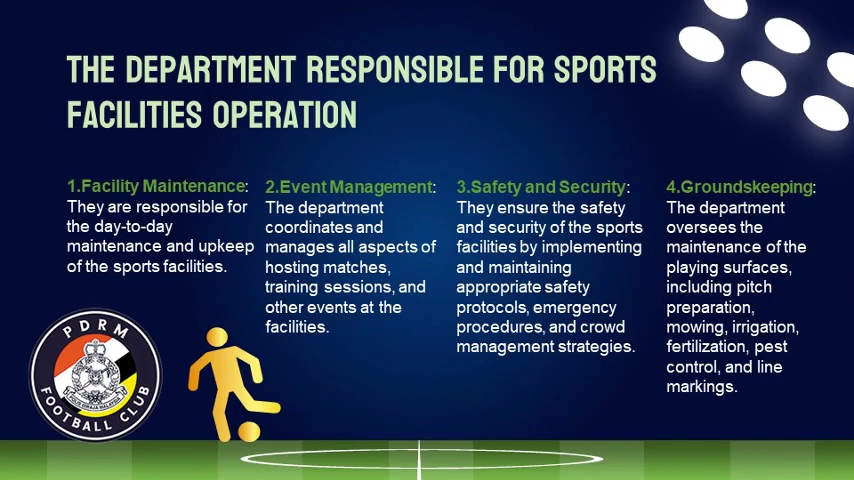 THE DEPARTMENT RESPONSIBLE FOR SPORTS
FACILITIES OPERATION
1.Facility Maintenance:
They are responsible for
the day-to-day
maintenance and upkeep
of the sports facilities.
2.Event Management:
The department
coordinates and
manages all aspects of
hosting matches,
training sessions, and
other events at the
facilities.
3.Safety and Security:
They ensure the safety
and security of the sports
facilities by implementing
and maintaining
appropriate safety
protocols, emergency
procedures, and crowd
management strategies.
4.Groundskeeping:
The department
oversees the
maintenance of the
playing surfaces,
including pitch
preparation,
mowing, irrigation,
fertilization, pest
control, and line
markings.
PDRM
FOOTBALL CLUB